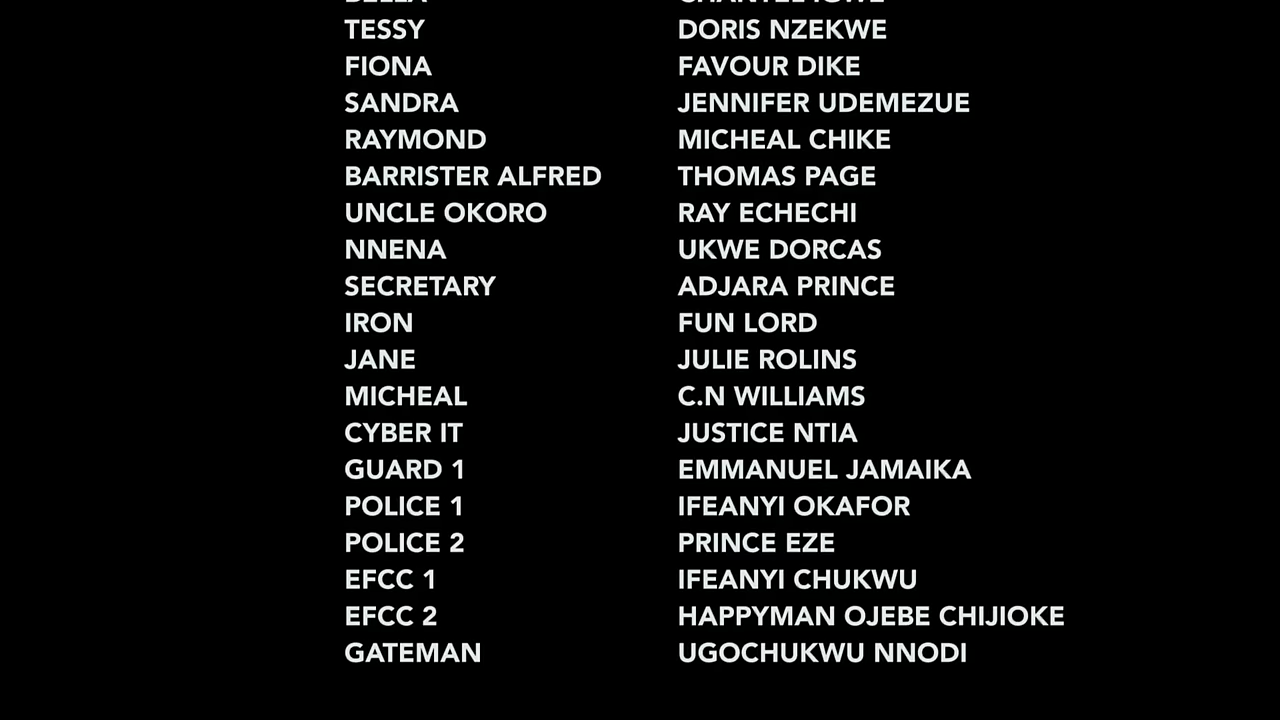 TESSY DORIS NZEKWE
FIONA FAVOUR DIKE
SANDRA JENNIFER UDEMEZUE
RAYMOND MICHEAL CHIKE
BARRISTER ALFRED THOMAS PAGE
UNCLE OKORO RAY ECHECHI
NNENA UKWE DORCAS
SECRETARY ADJARA PRINCE
IRON FUN LORD
JANE JULIE ROLINS
MICHEAL C.N WILLIAMS
CYBER IT JUSTICE NTIA
GUARD 1 EMMANUEL JAMAIKA
POLICE 1 IFEANYI OKAFOR
POLICE 2 PRINCE EZE
EFCC 1 IFEANYI CHUKWU
EFCC 2 HAPPYMAN OJEBE CHIJIOKE
GATEMAN UGOCHUKWU NNODI